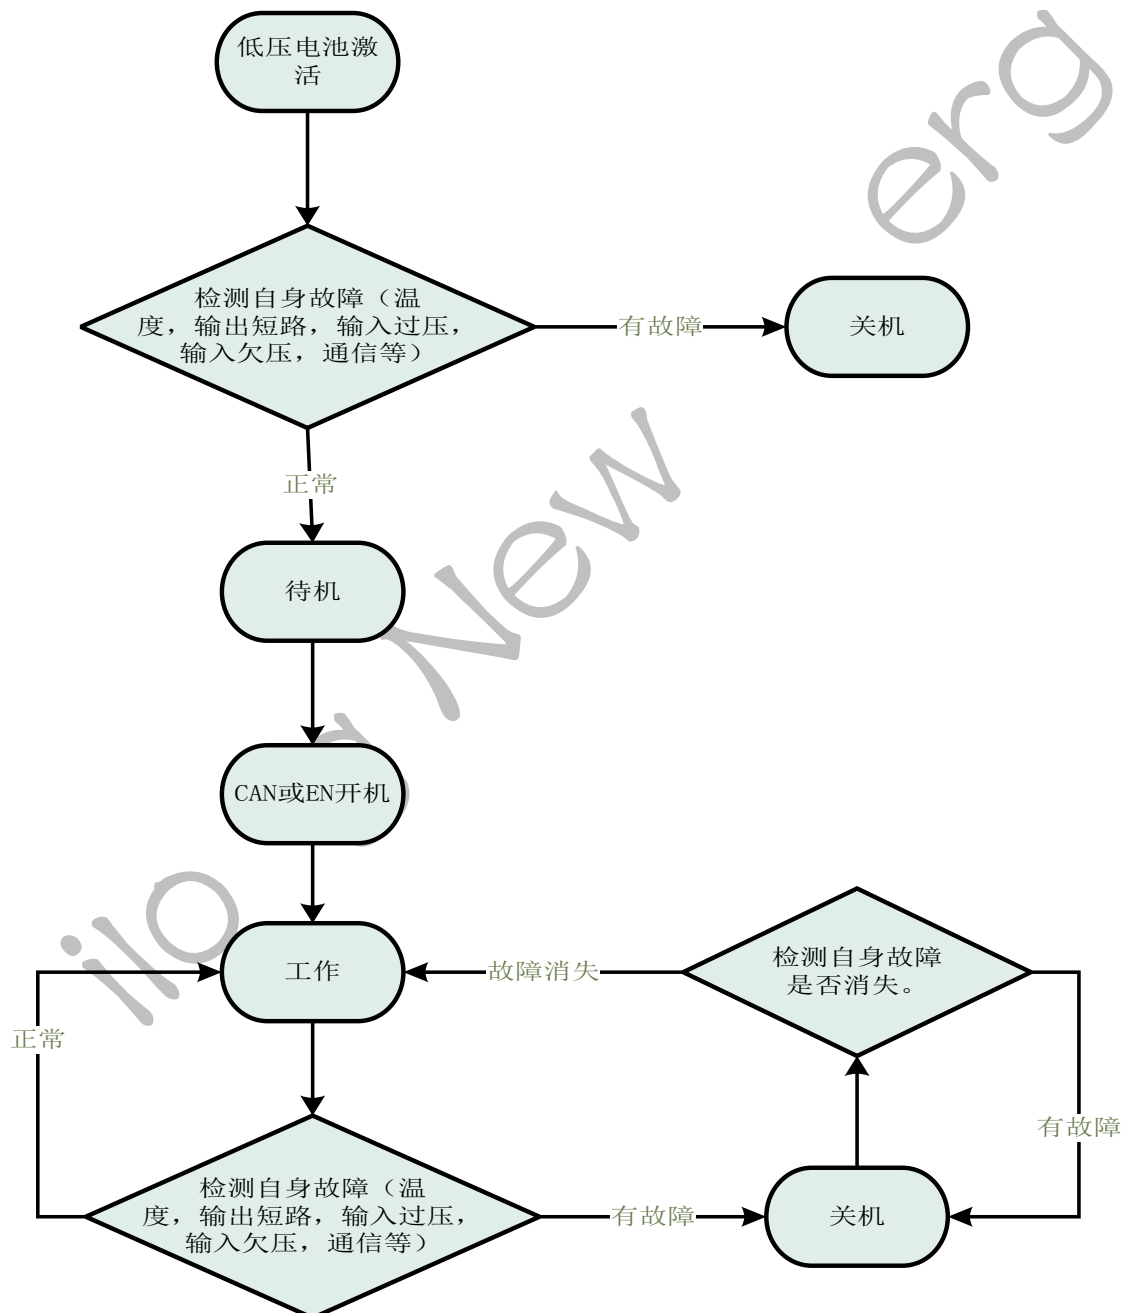 低压电池激
活
检测自身故障（温
度，输出短路，输入过压，
输入欠压，通信等）
有故障
关机
正常
待机
CAN或EN开机
工作
故障消失
检测自身故障
是否消失。
正常
有故障
检测自身故障（温
度，输出短路，输入过压，
输入欠压，通信等）
有故障
关机
ilo
New
erg